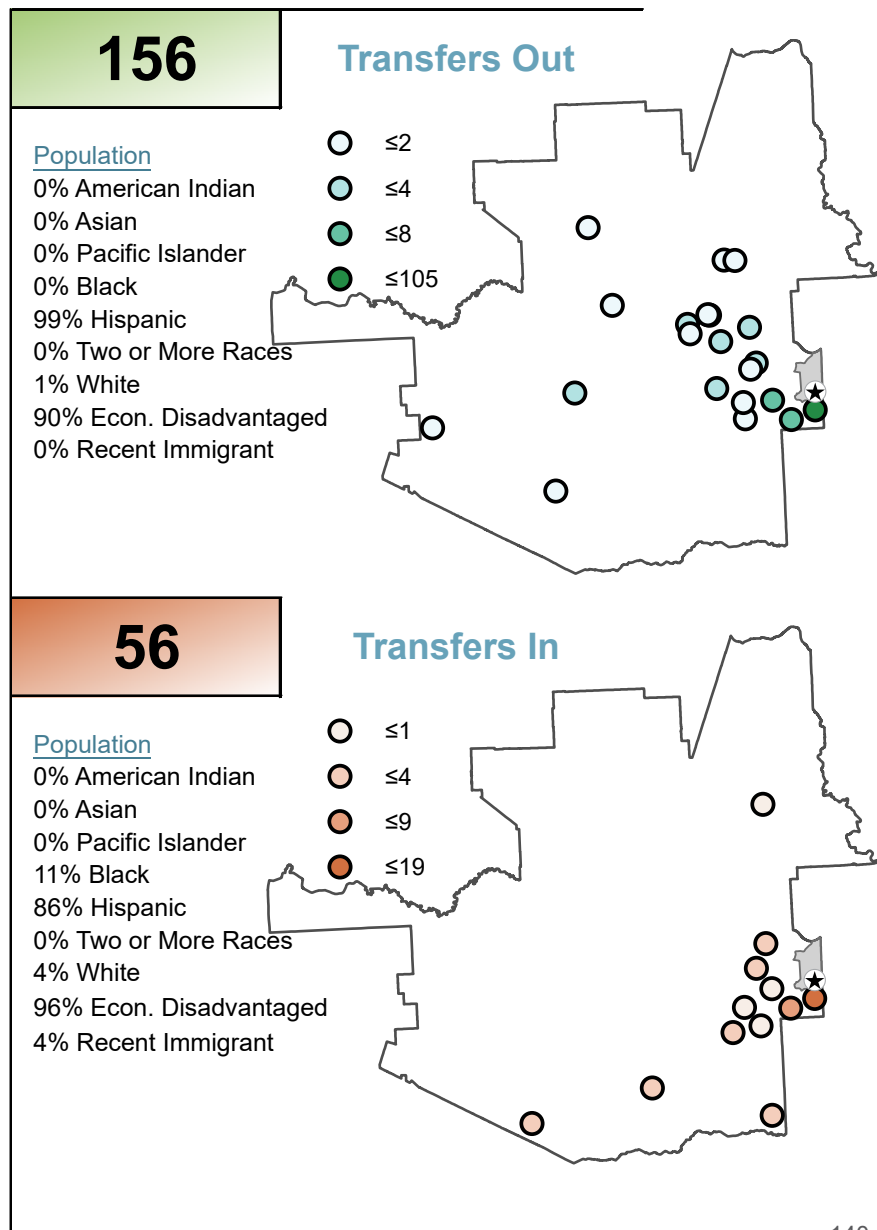 156
Transfers Out
Population
0% American Indian
0% Asian
0% Pacific Islander
0% Black
99% Hispanic
0% Two or More Races
1% White
90% Econ. Disadvantaged
0% Recent Immigrant
≤2
≤4
≤8
≤105
56
Transfers In
Population
0% American Indian
0% Asian
0% Pacific Islander
11% Black
86% Hispanic
0% Two or More Races
4% White
96% Econ. Disadvantaged
4% Recent Immigrant
≤1
≤4
≤9
≤19